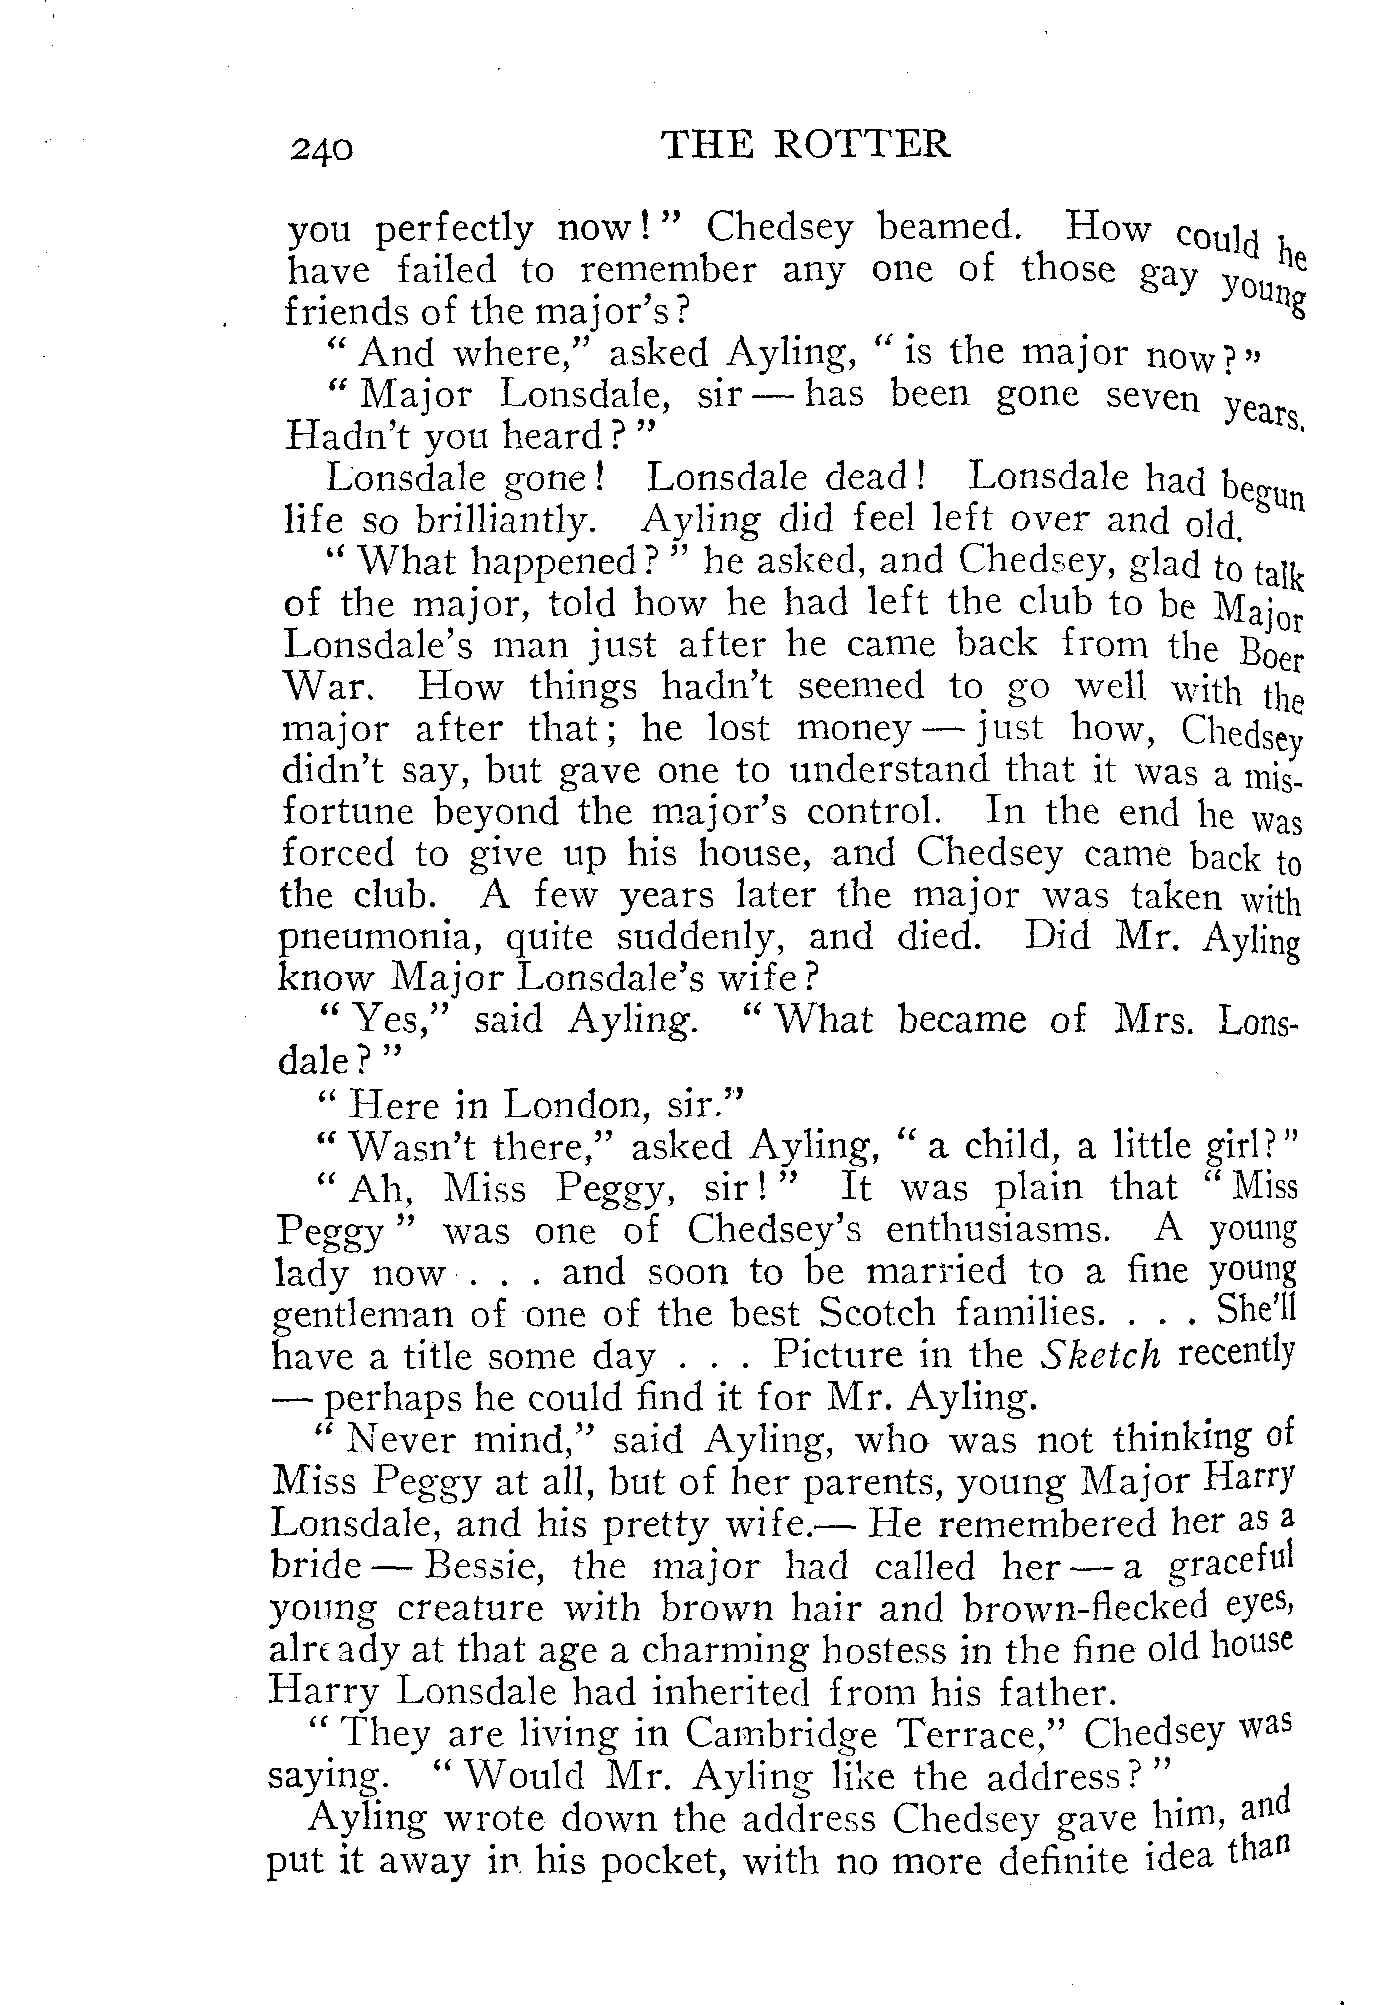 240 THE ROTTER
you perfectly now!" Chedsey beamed. How could he
have failed to remember any one of those gay young
friends of the major's?
"And where," asked Ayling, "is the major now?"
"Major Lonsdale, sir — has been gone seven years.
Hadn't you heard?"
Lonsdale gone! Lonsdale dead! Lonsdale had begun
life so brilliantly. Ayling did feel left over and old.
"What happened?" he asked, and Chedsey, glad to talk
of the major, told how he had left the club to be Major
Lonsdale's man just after he came back from the Boer
War. How things hadn't seemed to go well with the
major after that; he lost money — just how, Chedsey
didn't say, but gave one to understand that it was a mis-
fortune beyond the major's control. In the end he was
forced to give up his house, and Chedsey came back to
the club. A few years later the major was taken with
pneumonia, quite suddenly, and died. Did Mr. Ayling
know Major Lonsdale's wife?
"Yes," said Ayling. "What became of Mrs. Lons-
dale?"
"Here in London, sir."
"Wasn't there," asked Ayling, "a child, a little girl?"
"Ah, Miss Peggy, sir!" It was plain that "Miss
Peggy" was one of Chedsey's enthusiasms. A young
lady now . . . and soon to be married to a fine young
gentleman of one of the best Scotch families. . . . She'll
have a title some day . . . Picture in the Sketch recently
— perhaps he could find it for Mr. Ayling.
"Never mind," said Ayling, who was not thinking of
Miss Peggy at all, but of her parents, young Major Harry
Lonsdale, and his pretty wife.— He remembered her as a
bride — Bessie, the major had called her — a graceful
young creature with brown hair and brown-flecked eyes,
already at that age a charming hostess in the fine old house
Harry Lonsdale had inherited from his father.
"They are living in Cambridge Terrace," Chedsey was
saying. "Would Mr. Ayling like the address?"
Ayling wrote down the address Chedsey gave him, and
put it away in his pocket, with no more definite idea than